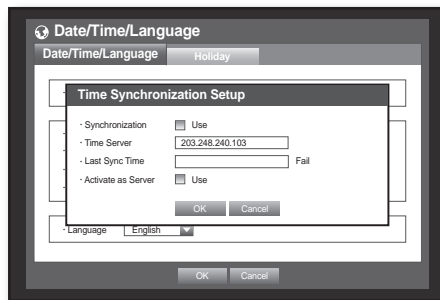 Date/Time/Language
Date/Time/Language Holiday
Time Synchronization Setup
· Synchronization Use
· Time Server 203.248.240.103
· Last Sync Time Fail
· Activate as Server Use
OK Cancel
· Language English
OK Cancel